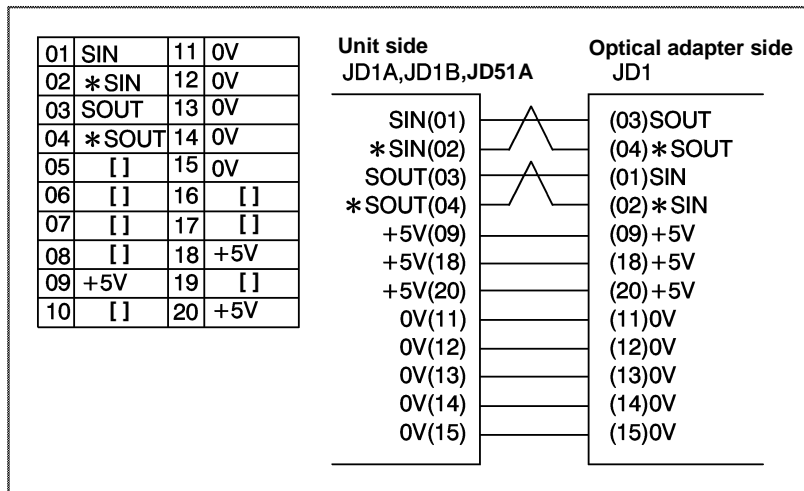 01 SIN 11 0V
02 *SIN 12 0V
03 SOUT 13 0V
04 *SOUT 14 0V
05 [ ] 15 0V
06 [ ] 16 [ ]
07 [ ] 17 [ ]
08 [ ] 18 +5V
09 +5V 19 [ ]
10 [ ] 20 +5V
Unit side
JD1A,JD1B,JD51A
Optical adapter side
JD1
SIN(01) (03)SOUT
*SIN(02) (04)*SOUT
SOUT(03) (01)SIN
*SOUT(04) (02)*SIN
+5V(09) (09)+5V
+5V(18) (18)+5V
+5V(20) (20)+5V
0V(11) (11)0V
0V(12) (12)0V
0V(13) (13)0V
0V(14) (14)0V
0V(15) (15)0V